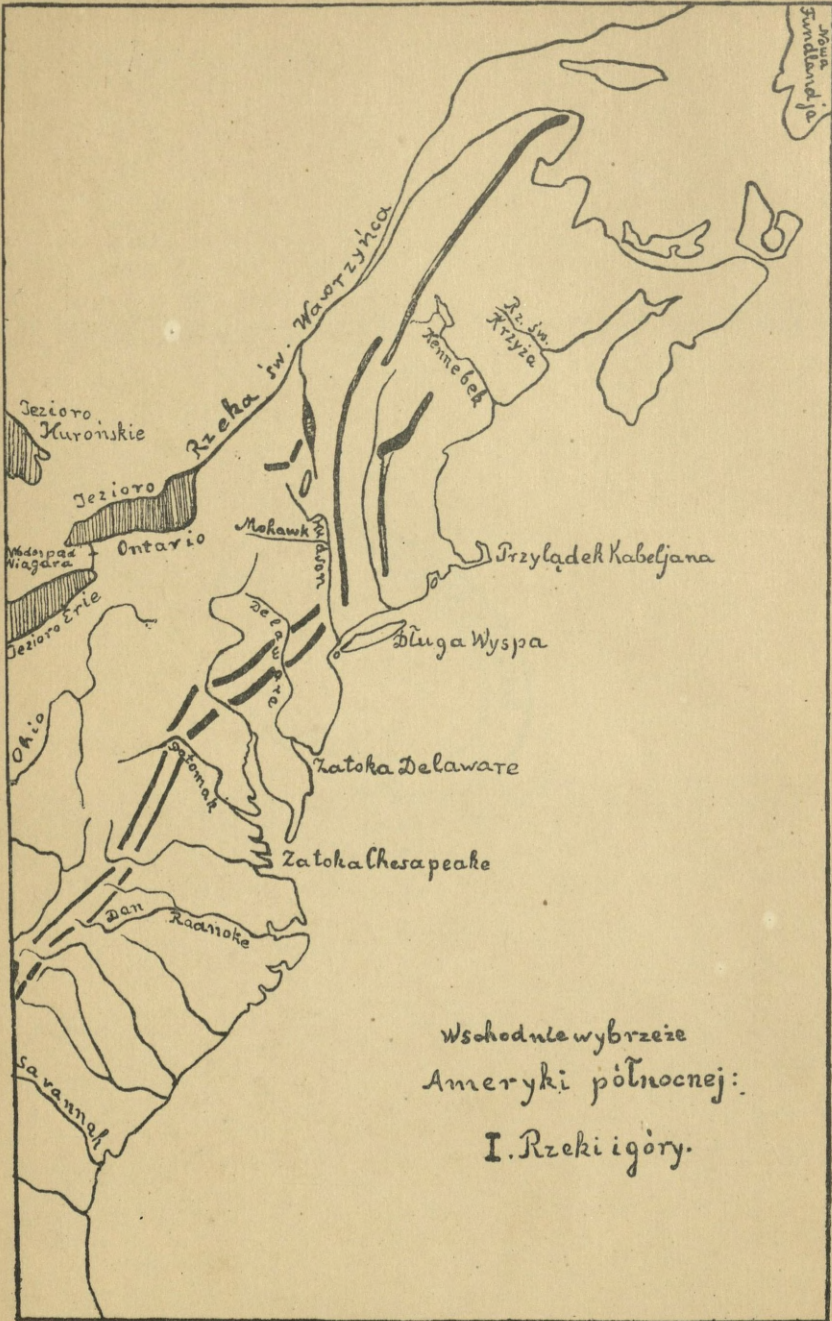 Nowa
Fundlandja
Rzeka św. Wawrzyńca
Rz. św.
Krzyża
Kennebek
Jezioro
Hurońskie
Jezioro
Ontario
Mohawk
Hudson
Wodospad
Niagara
Jezioro Erie
Przylądek Kabeljana
Delaware
Długa Wyspa
Ohio
Potomak
Zatoka Delaware
Zatoka Chesapeake
Dan
Roanoke
Savannah
Wschodnie wybrzeże
Ameryki północnej:
I. Rzeki i góry.